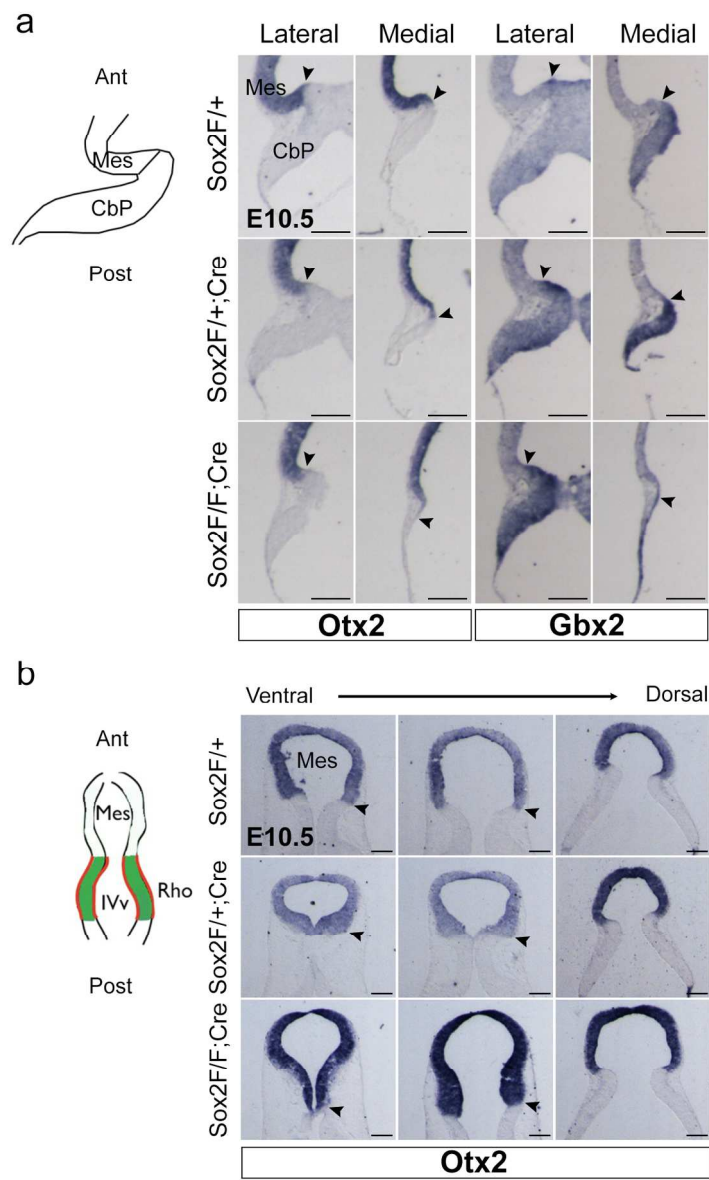 a
Lateral Medial Lateral Medial
Ant
Mes
CbP
Post
Sox2F/+
Mes
CbP
E10.5
Sox2F/+;Cre
Sox2F/F;Cre
Otx2 Gbx2
b
Ventral Dorsal
Ant
Mes
IVv
Rho
Post
Sox2F/+
Mes
E10.5
Sox2F/+;Cre
Sox2F/F;Cre
Otx2